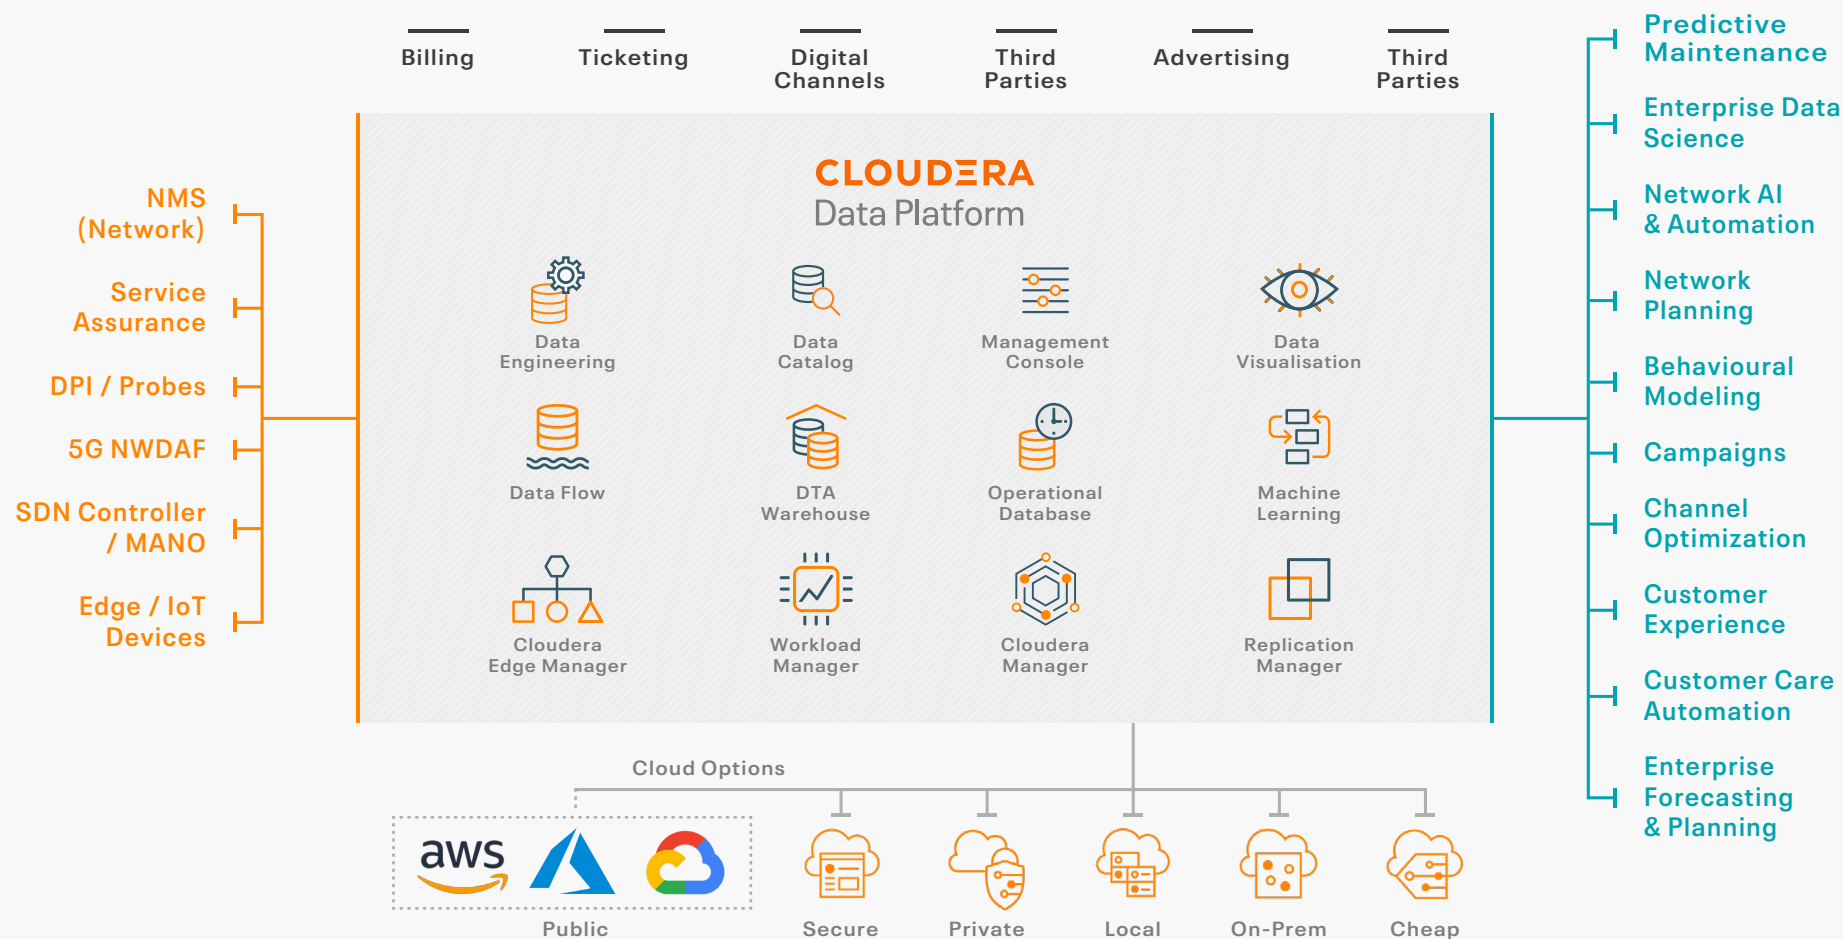 Billing
Ticketing
Digital
Channels
Third
Parties
Advertising
Third
Parties
NMS
(Network)
Service
Assurance
DPI / Probes
5G NWDAF
SDN Controller
/ MANO
Edge / IoT
Devices
CLOUDERA
Data Platform
Data
Engineering
Data
Catalog
Management
Console
Data
Visualisation
Data Flow
DTA
Warehouse
Operational
Database
Machine
Learning
Cloudera
Edge Manager
Workload
Manager
Cloudera
Manager
Replication
Manager
Predictive
Maintenance
Enterprise Data
Science
Network AI
& Automation
Network
Planning
Behavioural
Modeling
Campaigns
Channel
Optimization
Customer
Experience
Customer Care
Automation
Enterprise
Forecasting
& Planning
Cloud Options
aws
Public
Secure
Private
Local
On-Prem
Cheap